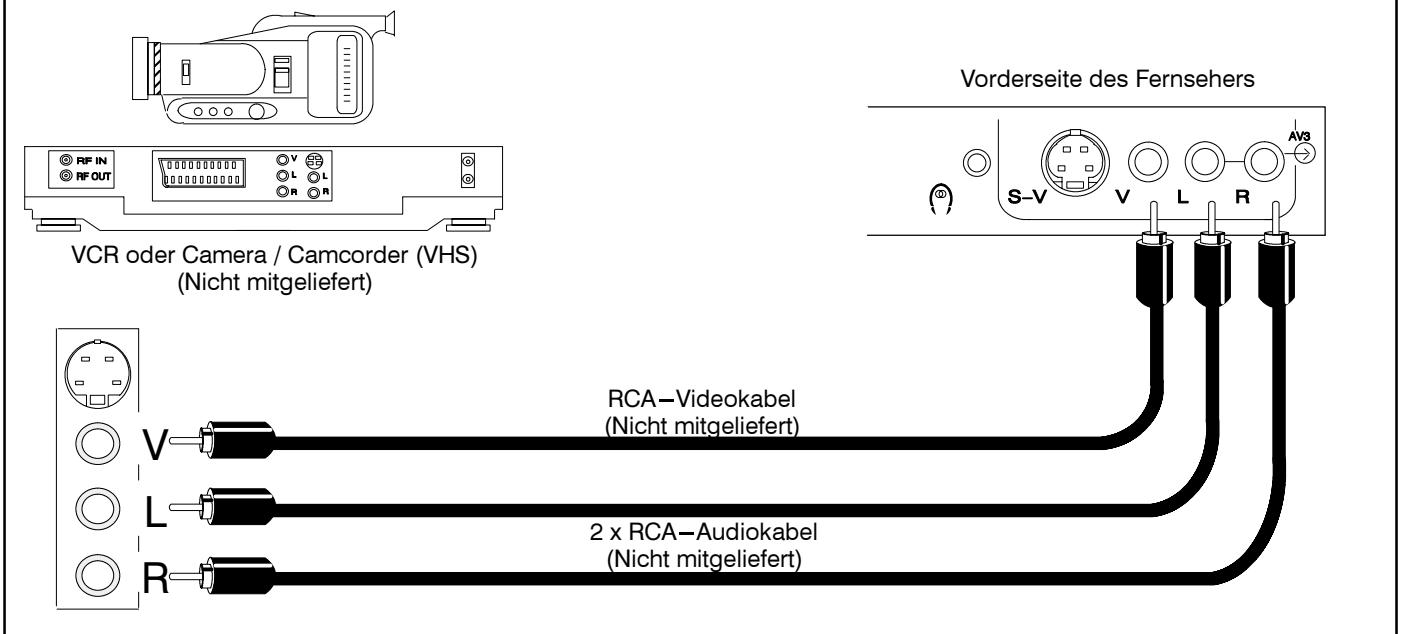 Vorderseite des Fernsehers
AV3
S–V V L R
RF IN
RF OUT
V
L L
R R
VCR oder Camera / Camcorder (VHS)
(Nicht mitgeliefert)
RCA–Videokabel
(Nicht mitgeliefert)
V
L
2 x RCA–Audiokabel
(Nicht mitgeliefert)
R